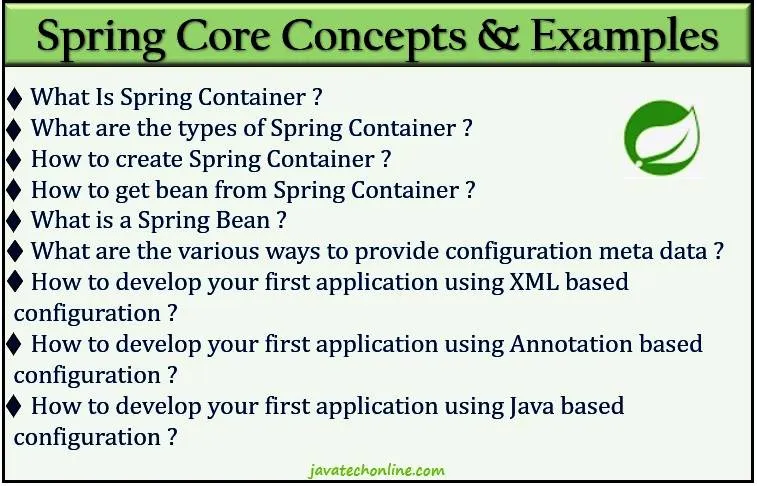 Spring Core Concepts & Examples
♦ What Is Spring Container ?
♦ What are the types of Spring Container ?
♦ How to create Spring Container ?
♦ How to get bean from Spring Container ?
♦ What is a Spring Bean ?
♦ What are the various ways to provide configuration meta data ?
♦ How to develop your first application using XML based
configuration ?
♦ How to develop your first application using Annotation based
configuration ?
♦ How to develop your first application using Java based
configuration ?
javatechonline.com